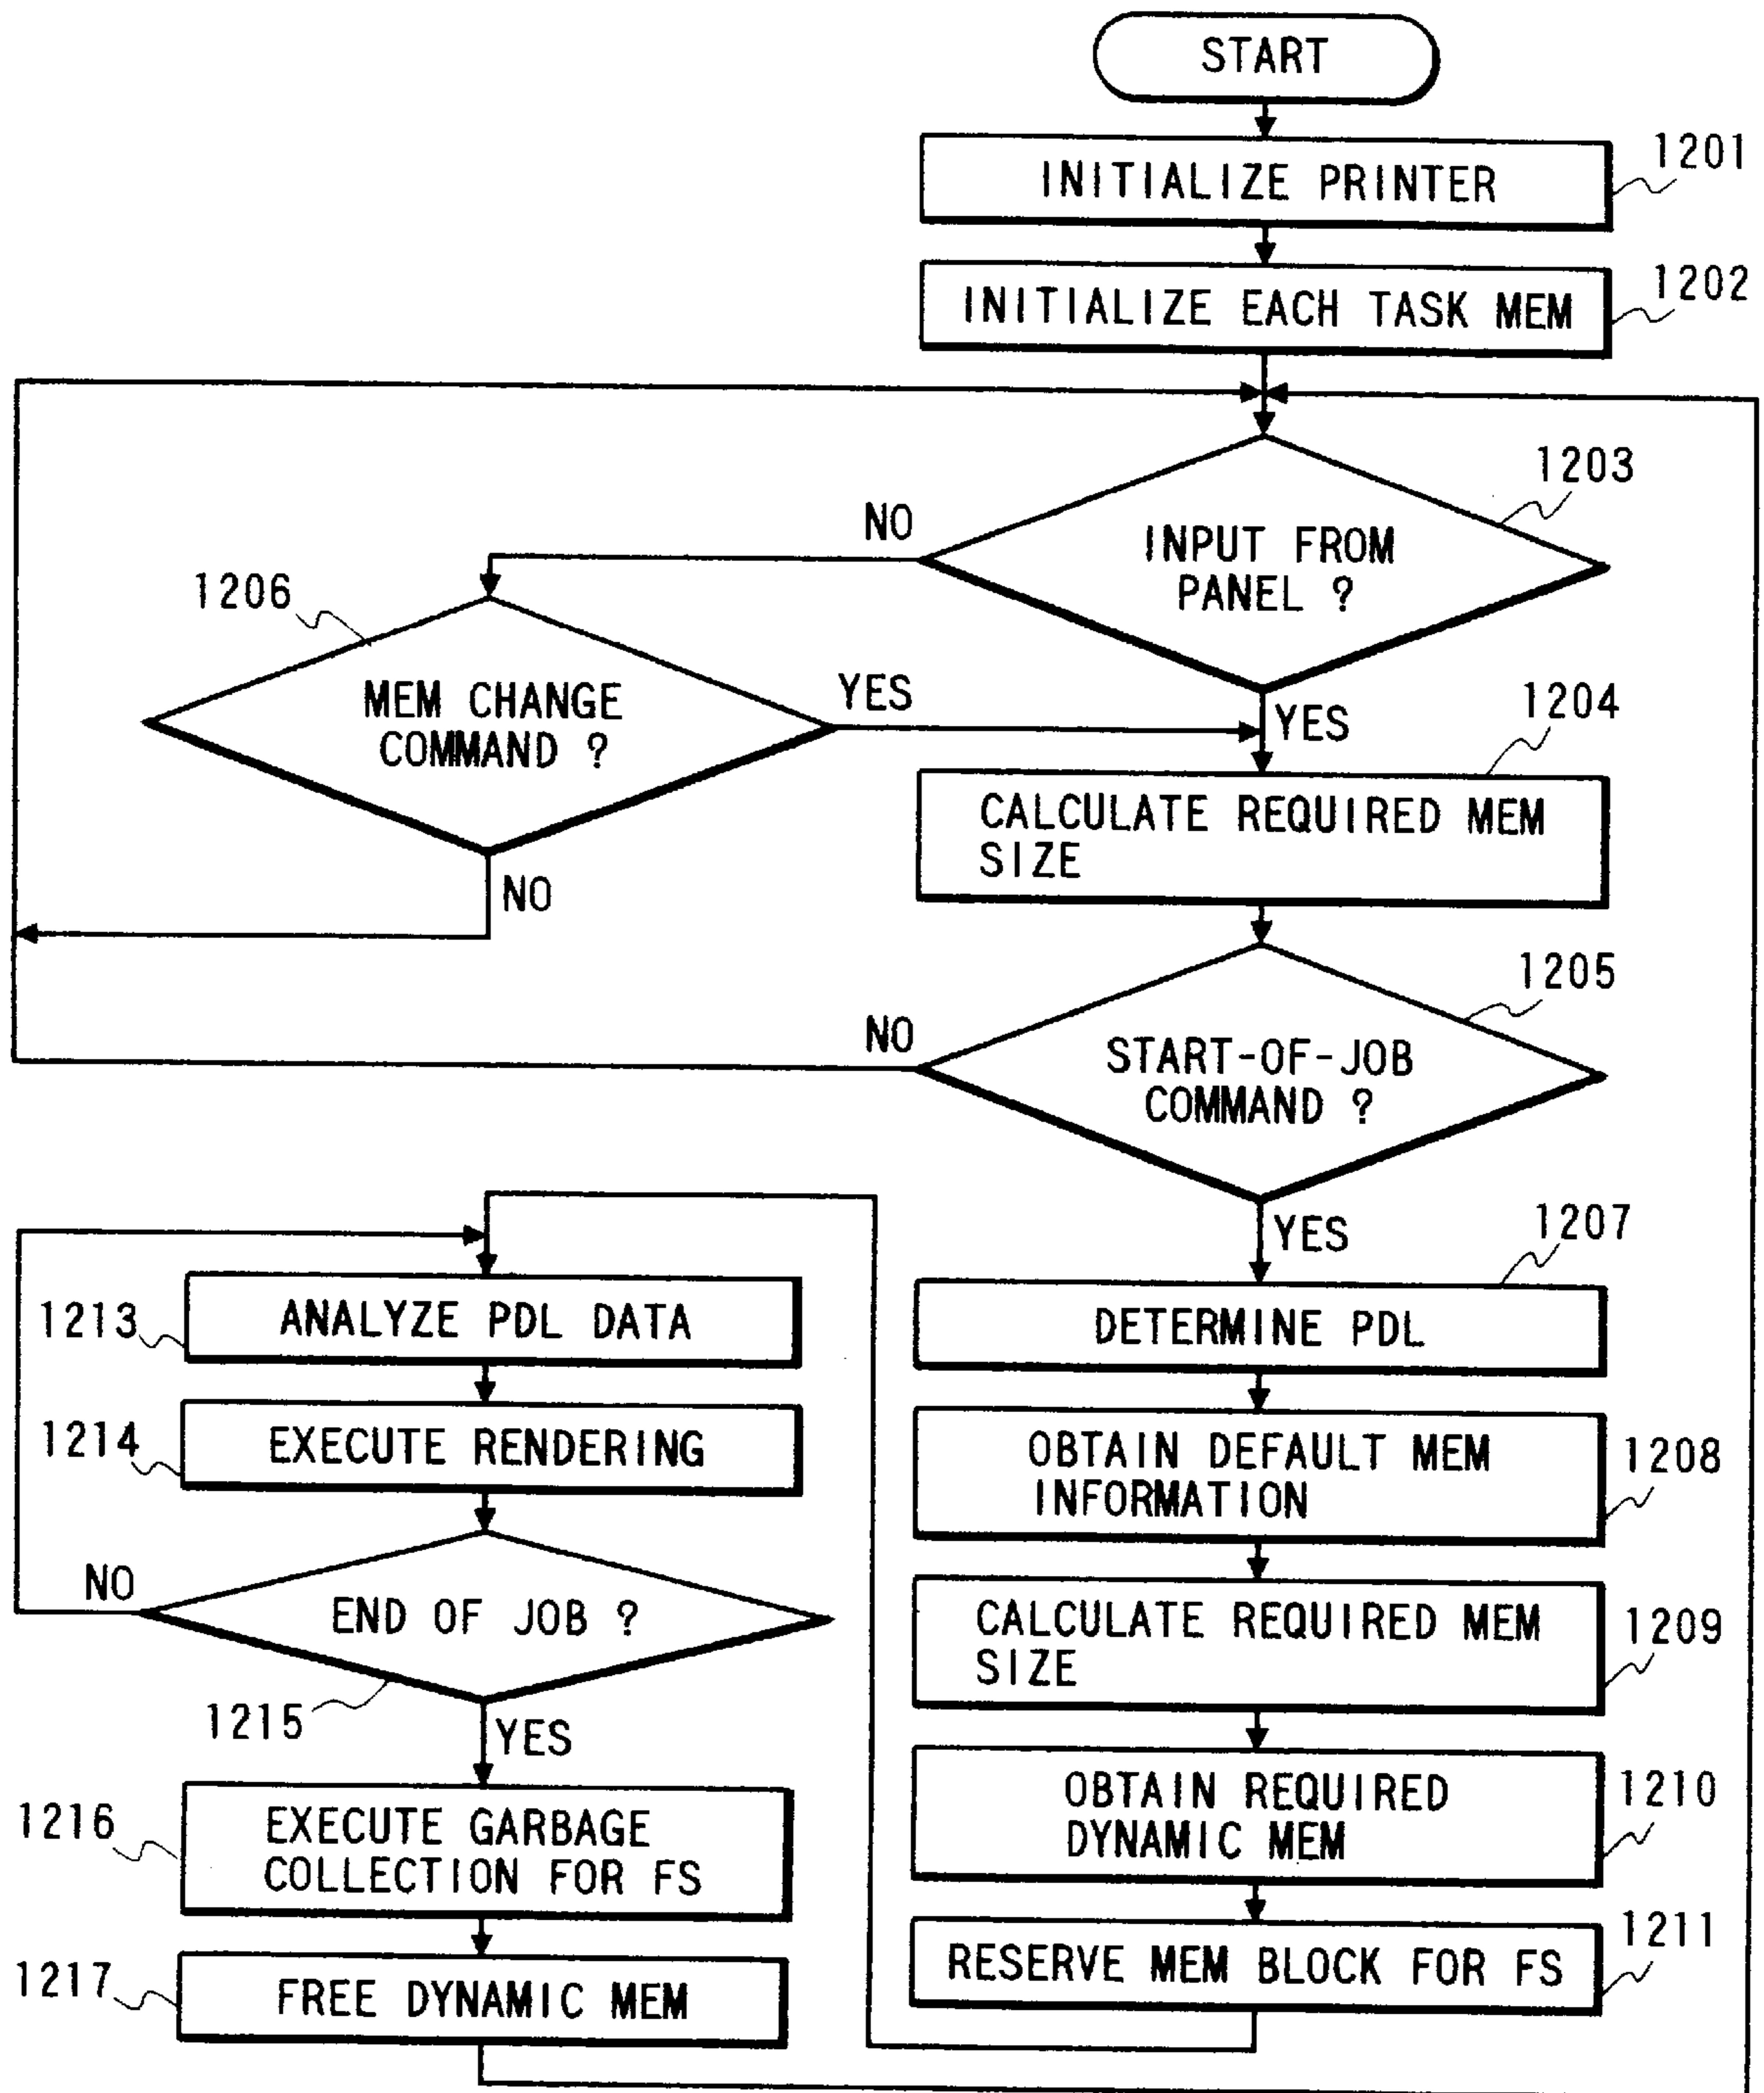 START
INITIALIZE PRINTER
1201
INITIALIZE EACH TASK MEM
1202
1203
NO
INPUT FROM
PANEL ?
1206
MEM CHANGE
COMMAND ?
YES
YES
1204
NO
CALCULATE REQUIRED MEM
SIZE
1205
NO
START-OF-JOB
COMMAND ?
YES
1207
DETERMINE PDL
OBTAIN DEFAULT MEM
INFORMATION
1208
CALCULATE REQUIRED MEM
SIZE
1209
OBTAIN REQUIRED
DYNAMIC MEM
1210
RESERVE MEM BLOCK FOR FS
1211
1213
ANALYZE PDL DATA
1214
EXECUTE RENDERING
NO
END OF JOB ?
1215
YES
1216
EXECUTE GARBAGE
COLLECTION FOR FS
1217
FREE DYNAMIC MEM